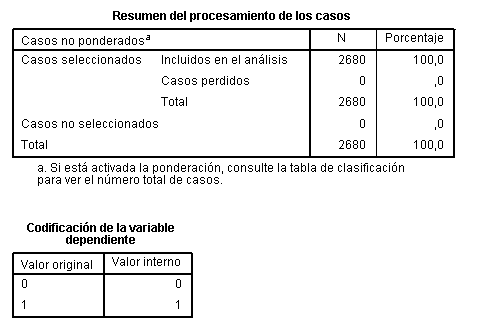 Resumen del procesamiento de los casos
Casos no ponderados a N Porcentaje
Casos seleccionados Incluidos en el análisis 2680 100,0
Casos perdidos 0 ,0
Total 2680 100,0
Casos no seleccionados 0 ,0
Total 2680 100,0
a. Si está activada la ponderación, consulte la tabla de clasificación
para ver el número total de casos.
Codificación de la variable
dependiente
Valor original Valor interno
0 0
1 1